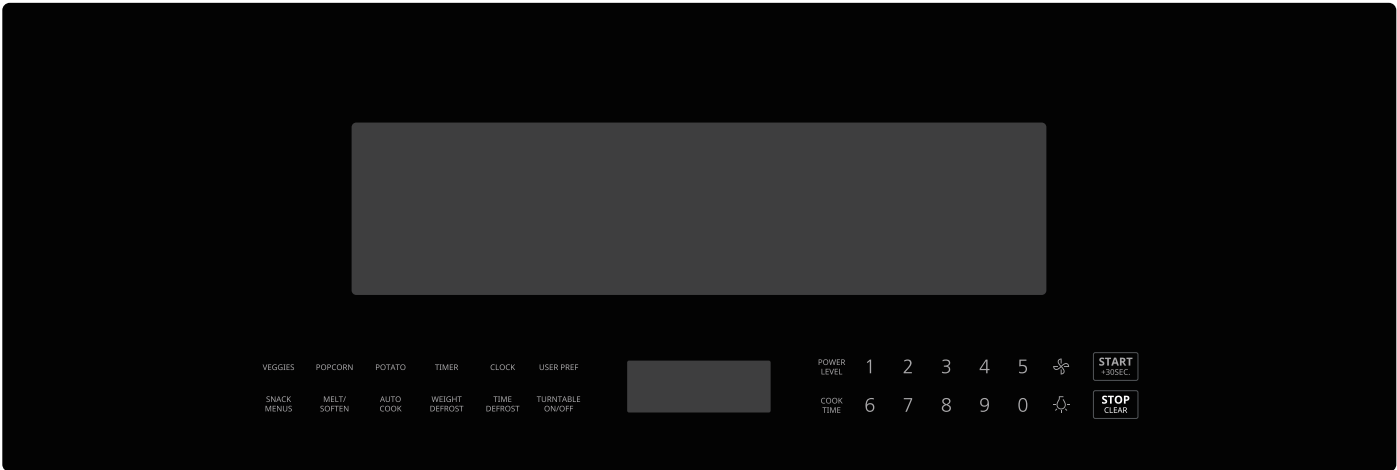 VEGGIES POPCORN POTATO TIMER CLOCK USER PREF
SNACK MENUS MELT/ SOFTEN AUTO COOK WEIGHT DEFROST TIME DEFROST TURNTABLE ON/OFF
POWER LEVEL 1 2 3 4 5
COOK TIME 6 7 8 9 0
START
+30SEC.
STOP
CLEAR